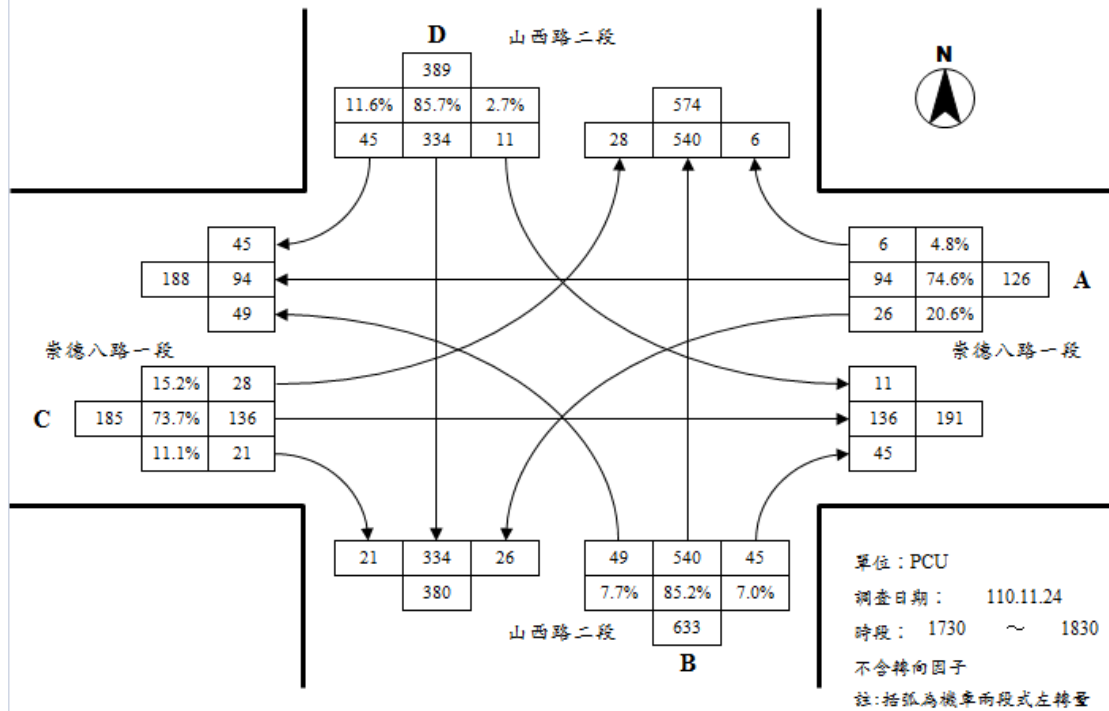 D
山西路二段
N
389
11.6% 85.7% 2.7%
574
45 334 11
28 540 6
45
6 4.8%
188 94
94 74.6% 126
A
49
26 20.6%
崇德八路一段
崇德八路一段
15.2% 28
11
C
185 73.7% 136
136 191
11.1% 21
45
21 334 26
49 540 45
380
7.7% 85.2% 7.0%
山西路二段
633
B
單位：PCU
調查日期： 110.11.24
時段： 1730 ～ 1830
不含轉向因子
註:括弧為機車兩段式左轉量